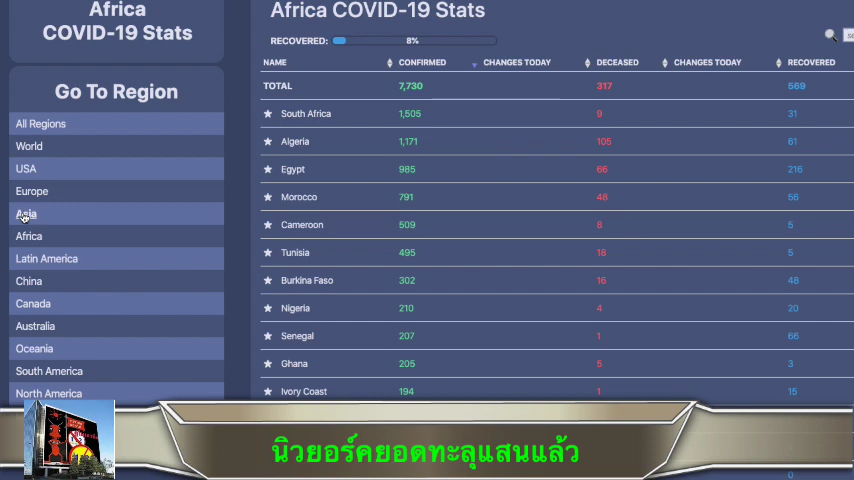 Africa
COVID-19 Stats
Go To Region
All Regions
World
USA
Europe
Asia
Africa
Latin America
China
Canada
Australia
Oceania
South America
North America
Africa COVID-19 Stats
RECOVERED: 8%
NAME CONFIRMED CHANGES TODAY DECEASED CHANGES TODAY RECOVERED
TOTAL 7,730 317 569
South Africa 1,505 9 31
Algeria 1,171 105 61
Egypt 985 66 216
Morocco 791 48 56
Cameroon 509 8 5
Tunisia 495 18 5
Burkina Faso 302 16 48
Nigeria 210 4 20
Senegal 207 1 66
Ghana 205 5 3
Ivory Coast 194 1 15
0
นิวยอร์คยอดทะลุแสนแล้ว